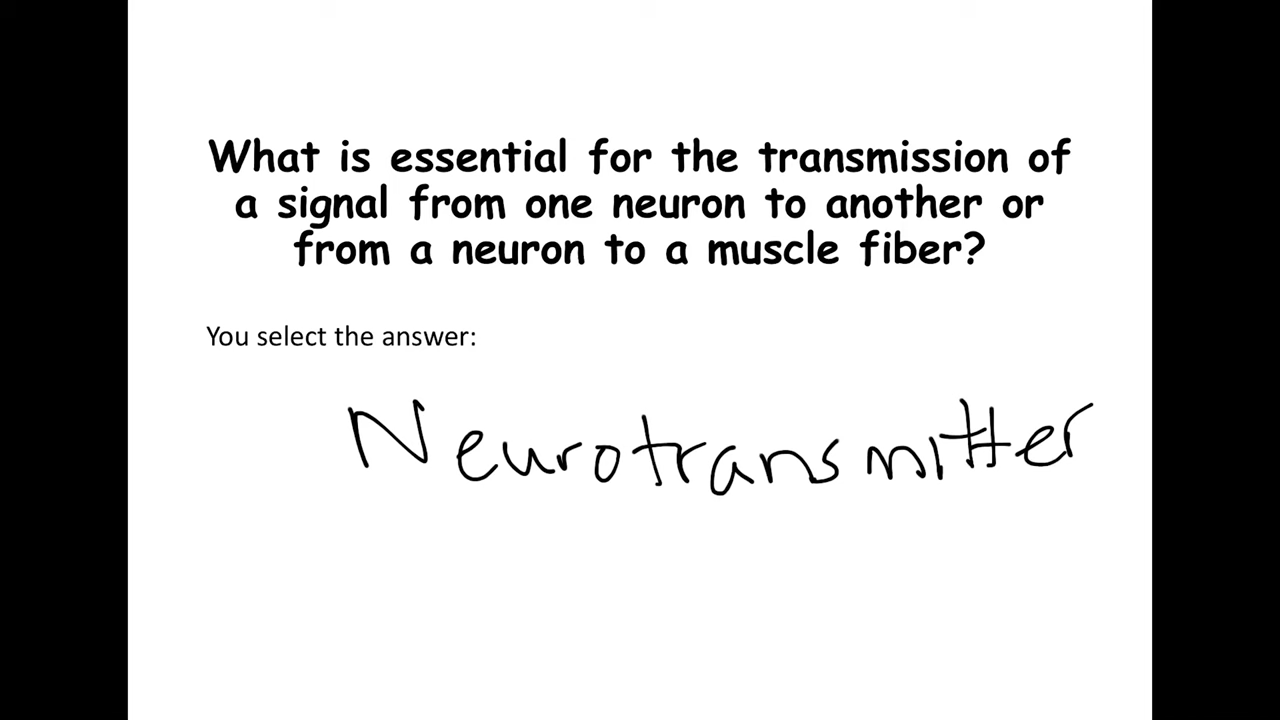 What is essential for the transmission of
a signal from one neuron to another or
from a neuron to a muscle fiber?
You select the answer:
Neurotransmitter